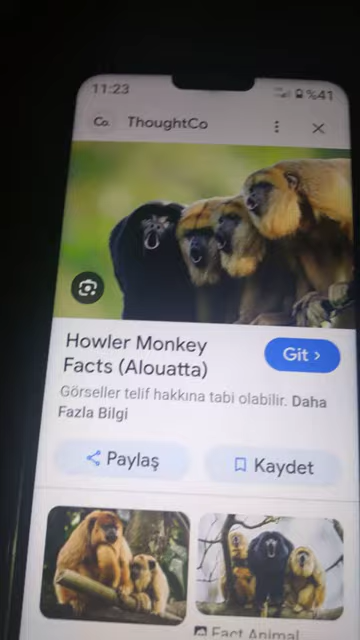 11:23
%41
Co.
ThoughtCo
Howler Monkey
Facts (Alouatta)
Git ›
Görseller telif hakkına tabi olabilir. Daha
Fazla Bilgi
Paylaş
Kaydet
Fact Animal